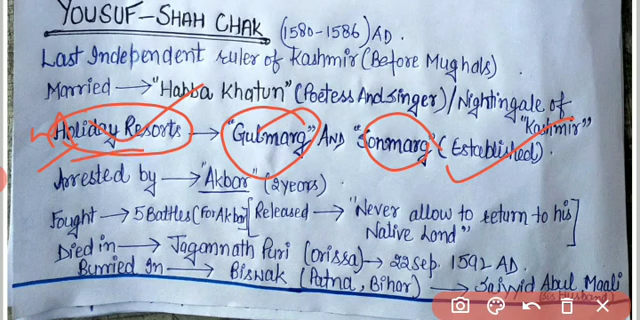 YOUSUF-SHAH CHAK (1580-1586) AD.
Last Independent ruler of Kashmir (Before Mughals)
Married → "Habba Khatun" (Poetess And Singer) / Nightingale of "Kashmir"
Holiday Resorts → "Gulmarg" AND "Sonmarg" (Established).
Arrested by → "Akbar" (2 years)
Fought → 5 Battles (For Akbar) [Released → "Never allow to return to his Native Land"]
Died in → Jagannath Puri (Orissa) → 22 Sep. 1592 AD.
Burried In → Biswak (Patna, Bihar) → Saiyyid Abul Maali
Husband)